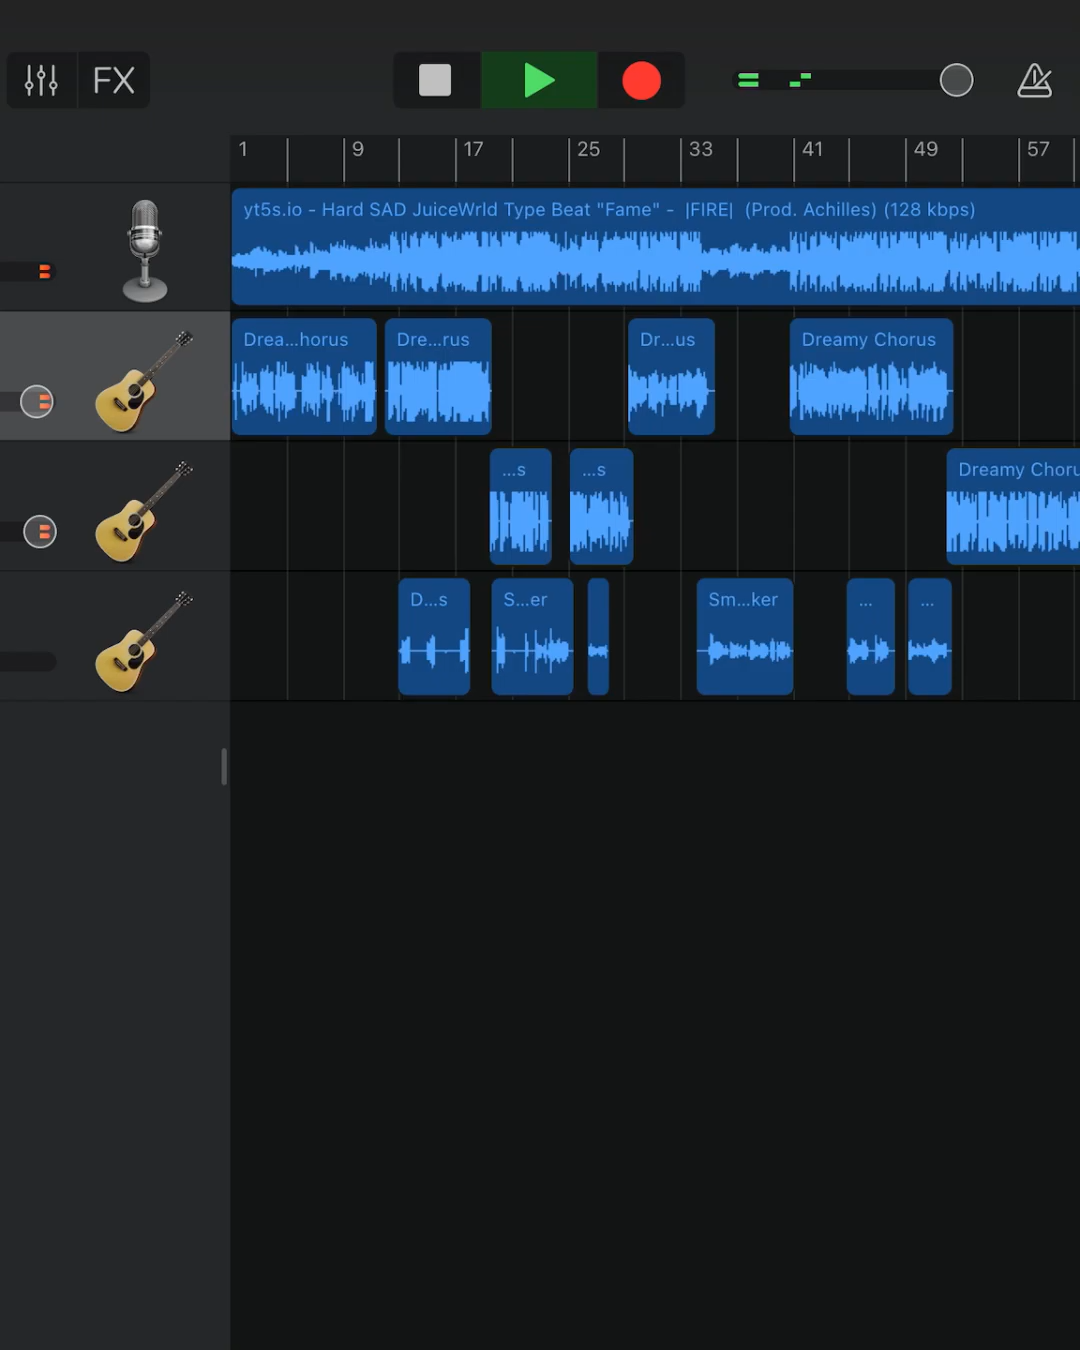 FX
1 9 17 25 33 41 49 57
yt5s.io - Hard SAD JuiceWrld Type Beat "Fame" - |FIRE| (Prod. Achilles) (128 kbps)
Drea...horus Dre...rus Dr...us Dreamy Chorus
...s ...s Dreamy Choru
D...s S...er Sm...ker ... ...